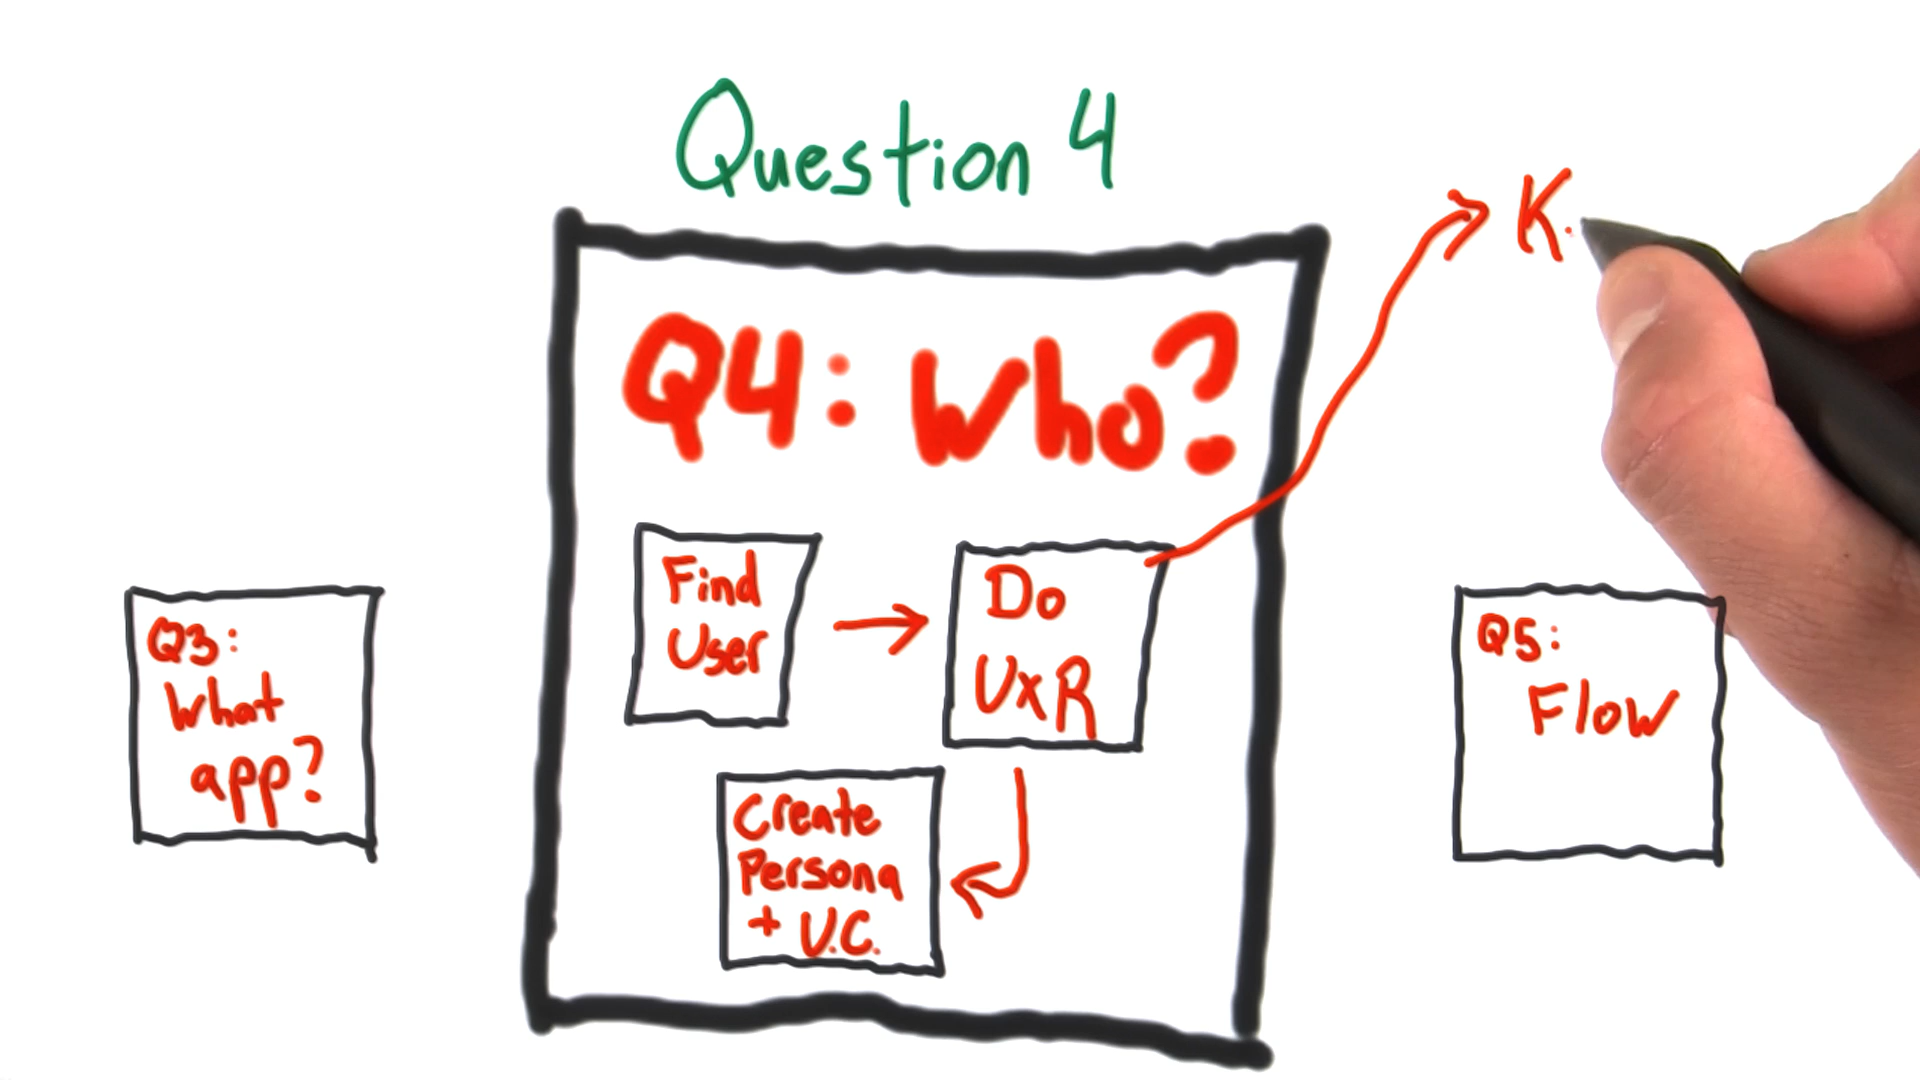 Question 4
Q4: Who?
K.
Find
User
Do
UxR
Create
Persona
+ U.C.
Q3:
What
app?
Q5:
Flow